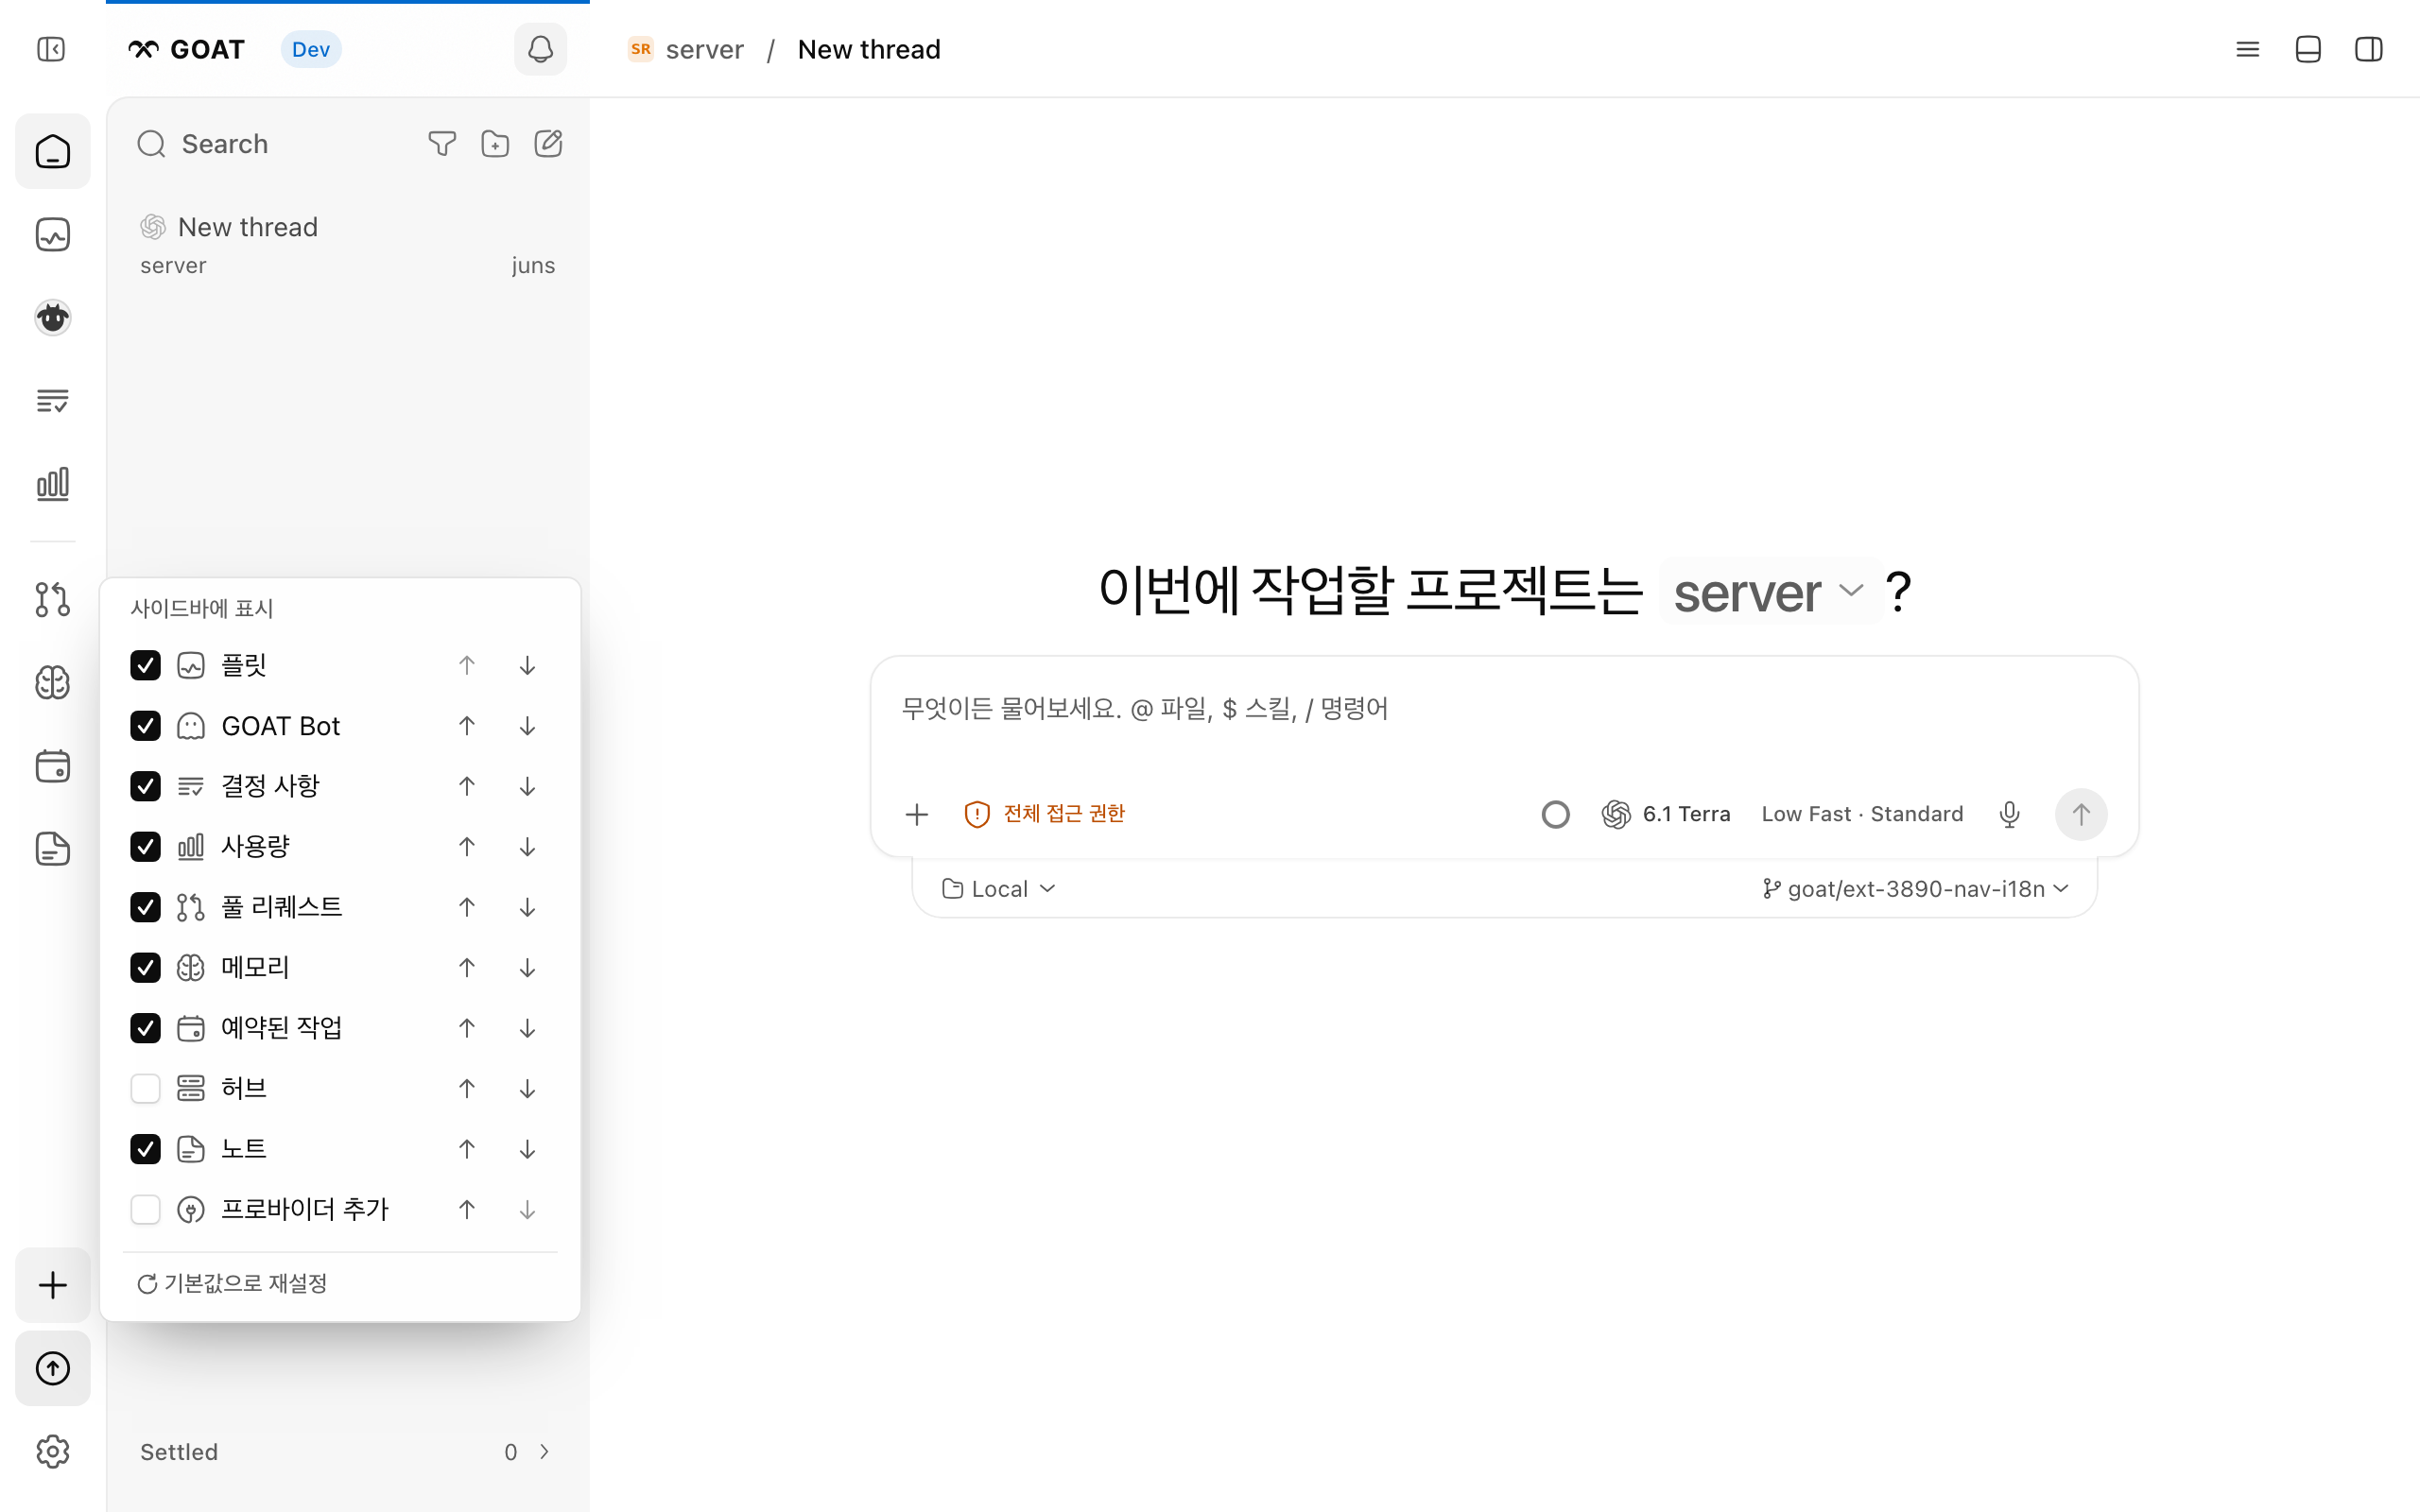 GOAT Dev
SR server / New thread
Search
New thread
server juns
사이드바에 표시
플릿
GOAT Bot
결정 사항
사용량
풀 리퀘스트
메모리
예약된 작업
허브
노트
프로바이더 추가
기본값으로 재설정
Settled 0
이번에 작업할 프로젝트는 server ?
무엇이든 물어보세요. @ 파일, $ 스킬, / 명령어
전체 접근 권한 6.1 Terra Low Fast · Standard
Local goat/ext-3890-nav-i18n